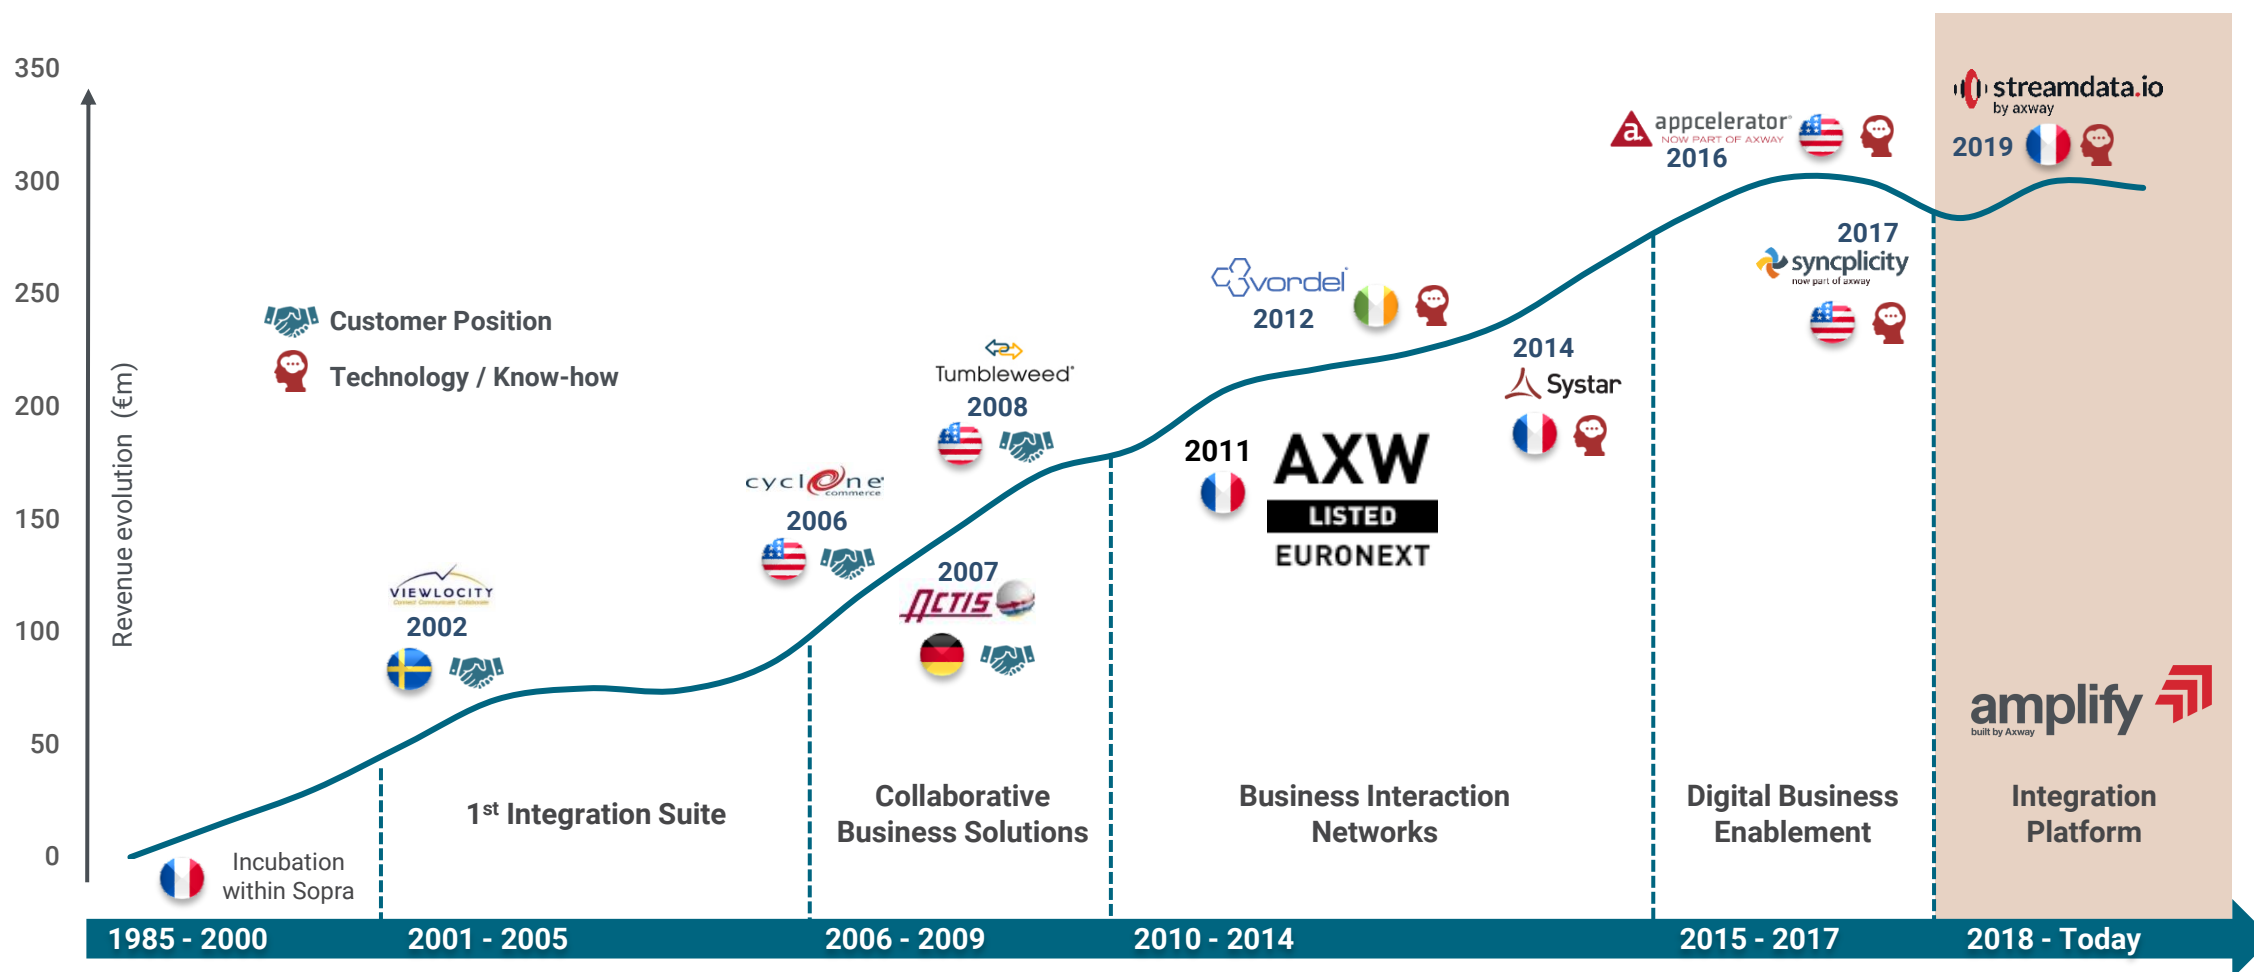 350
300
250
200
150
100
50
0
Revenue evolution (€m)
Customer Position
Technology / Know-how
Incubation
within Sopra
VIEWLOCITY
Connect Communicate Collaborate
2002
1st Integration Suite
cyclone
commerce
2006
Tumbleweed
2008
2007
ACTIS
Collaborative
Business Solutions
vordel
2012
2011
AXW
LISTED
EURONEXT
2014
Systar
Business Interaction
Networks
a
appcelerator
NOW PART OF AXWAY
2016
2017
syncplicity
now part of axway
Digital Business
Enablement
streamdata.io
by axway
2019
amplify
built by Axway
Integration
Platform
1985 - 2000
2001 - 2005
2006 - 2009
2010 - 2014
2015 - 2017
2018 - Today